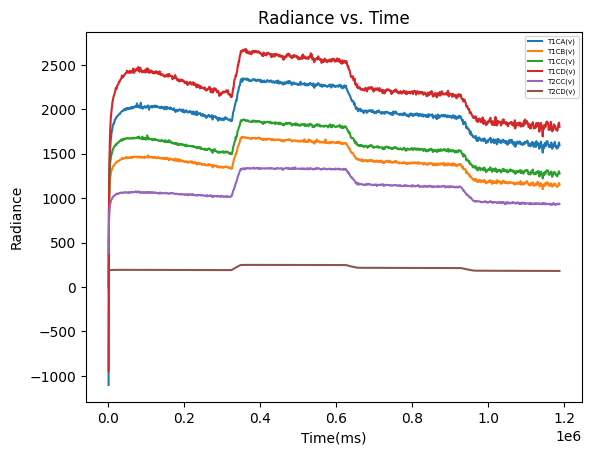 Radiance vs. Time
T1CA(v)
T1CB(v)
T1CC(v)
T1CD(v)
T2CC(v)
T2CD(v)
2500
2000
1500
1000
500
0
−500
−1000
Radiance
0.0 0.2 0.4 0.6 0.8 1.0 1.2
1e6
Time(ms)